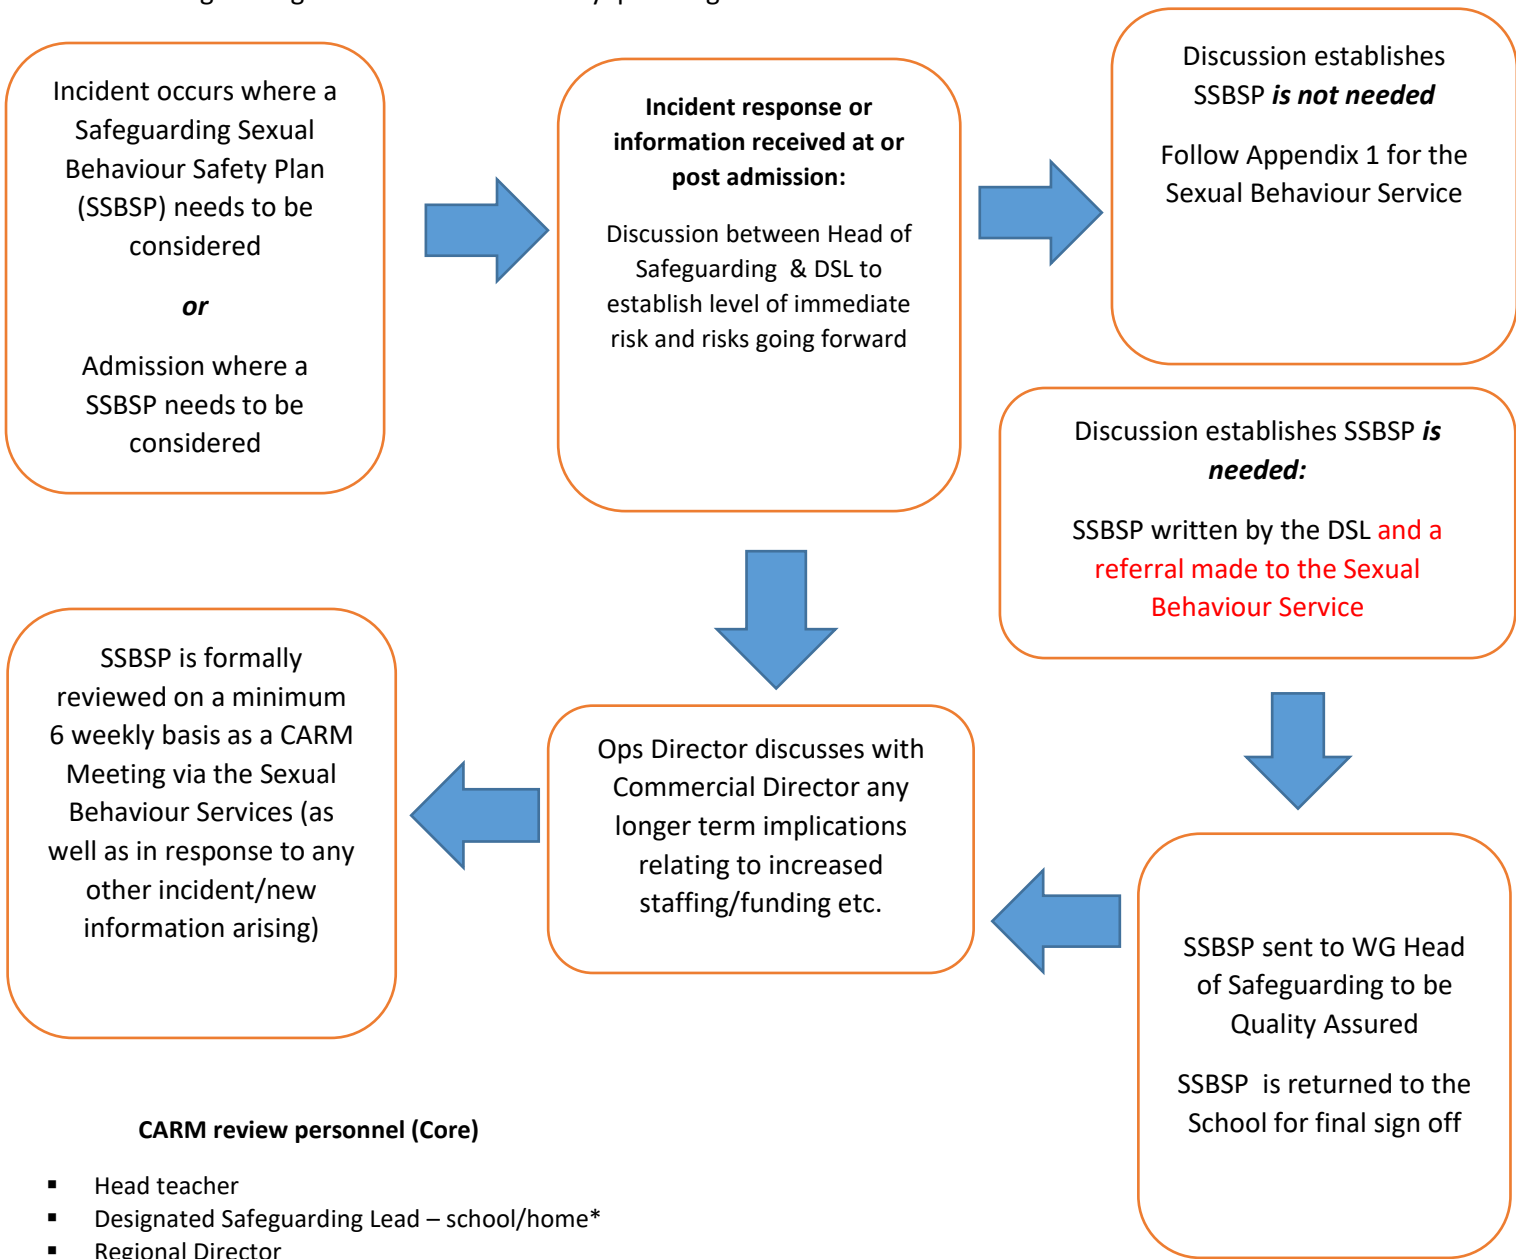 Incident occurs where a
Safeguarding Sexual
Behaviour Safety Plan
(SSBSP) needs to be
considered
or
Admission where a
SSBSP needs to be
considered
Incident response or
information received at or
post admission:
Discussion between Head of
Safeguarding & DSL to
establish level of immediate
risk and risks going forward
Discussion establishes
SSBSP is not needed
Follow Appendix 1 for the
Sexual Behaviour Service
Discussion establishes SSBSP is
needed:
SSBSP written by the DSL and a
referral made to the Sexual
Behaviour Service
SSBSP is formally
reviewed on a minimum
6 weekly basis as a CARM
Meeting via the Sexual
Behaviour Services (as
well as in response to any
other incident/new
information arising)
Ops Director discusses with
Commercial Director any
longer term implications
relating to increased
staffing/funding etc.
SSBSP sent to WG Head
of Safeguarding to be
Quality Assured
SSBSP is returned to the
School for final sign off
CARM review personnel (Core)
▪ Head teacher
▪ Designated Safeguarding Lead – school/home*
▪ Regional Director